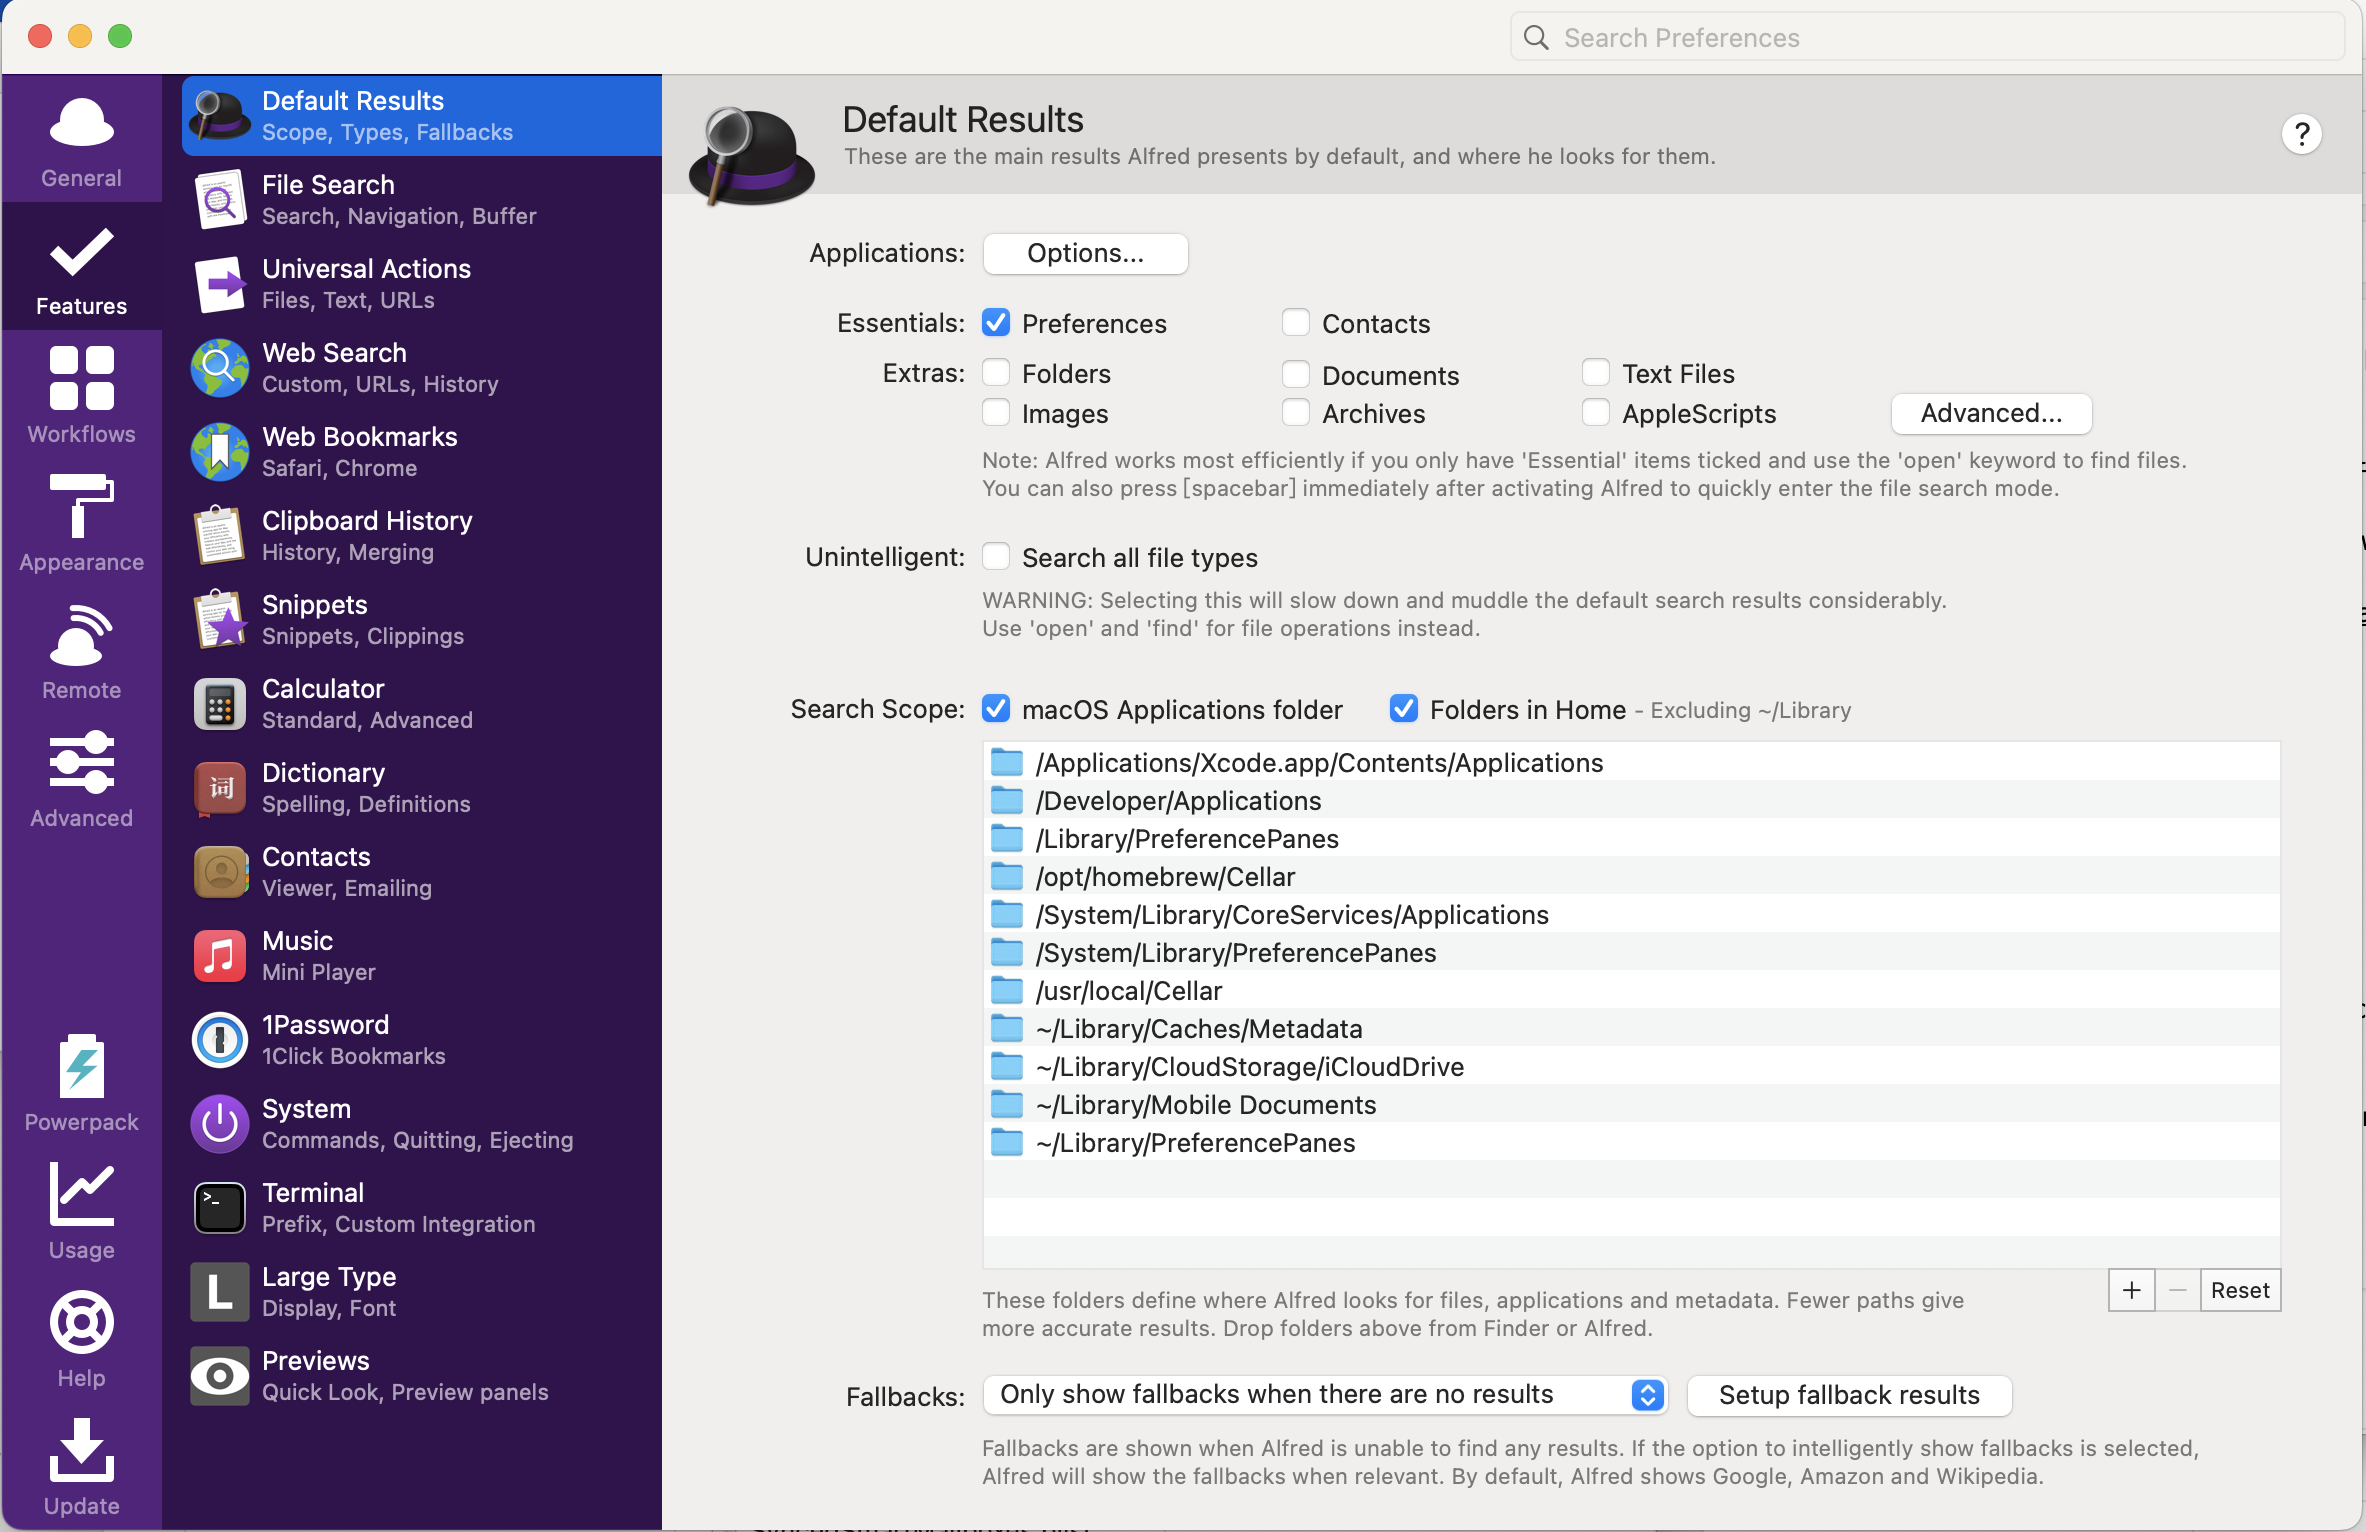 Search Preferences
General
Features
Workflows
Appearance
Remote
Advanced
Powerpack
Usage
Help
Update
Default Results
Scope, Types, Fallbacks
File Search
Search, Navigation, Buffer
Universal Actions
Files, Text, URLs
Web Search
Custom, URLs, History
Web Bookmarks
Safari, Chrome
Clipboard History
History, Merging
Snippets
Snippets, Clippings
Calculator
Standard, Advanced
词
Dictionary
Spelling, Definitions
Contacts
Viewer, Emailing
Music
Mini Player
1Password
1Click Bookmarks
System
Commands, Quitting, Ejecting
>_
Terminal
Prefix, Custom Integration
L
Large Type
Display, Font
Previews
Quick Look, Preview panels
Default Results
These are the main results Alfred presents by default, and where he looks for them.
?
Applications: Options...
Essentials: Preferences Contacts
Extras: Folders Documents Text Files
Images Archives AppleScripts Advanced...
Note: Alfred works most efficiently if you only have 'Essential' items ticked and use the 'open' keyword to find files.
You can also press [spacebar] immediately after activating Alfred to quickly enter the file search mode.
Unintelligent: Search all file types
WARNING: Selecting this will slow down and muddle the default search results considerably.
Use 'open' and 'find' for file operations instead.
Search Scope: macOS Applications folder Folders in Home - Excluding ~/Library
/Applications/Xcode.app/Contents/Applications
/Developer/Applications
/Library/PreferencePanes
/opt/homebrew/Cellar
/System/Library/CoreServices/Applications
/System/Library/PreferencePanes
/usr/local/Cellar
~/Library/Caches/Metadata
~/Library/CloudStorage/iCloudDrive
~/Library/Mobile Documents
~/Library/PreferencePanes
+ − Reset
These folders define where Alfred looks for files, applications and metadata. Fewer paths give
more accurate results. Drop folders above from Finder or Alfred.
Fallbacks: Only show fallbacks when there are no results Setup fallback results
Fallbacks are shown when Alfred is unable to find any results. If the option to intelligently show fallbacks is selected,
Alfred will show the fallbacks when relevant. By default, Alfred shows Google, Amazon and Wikipedia.